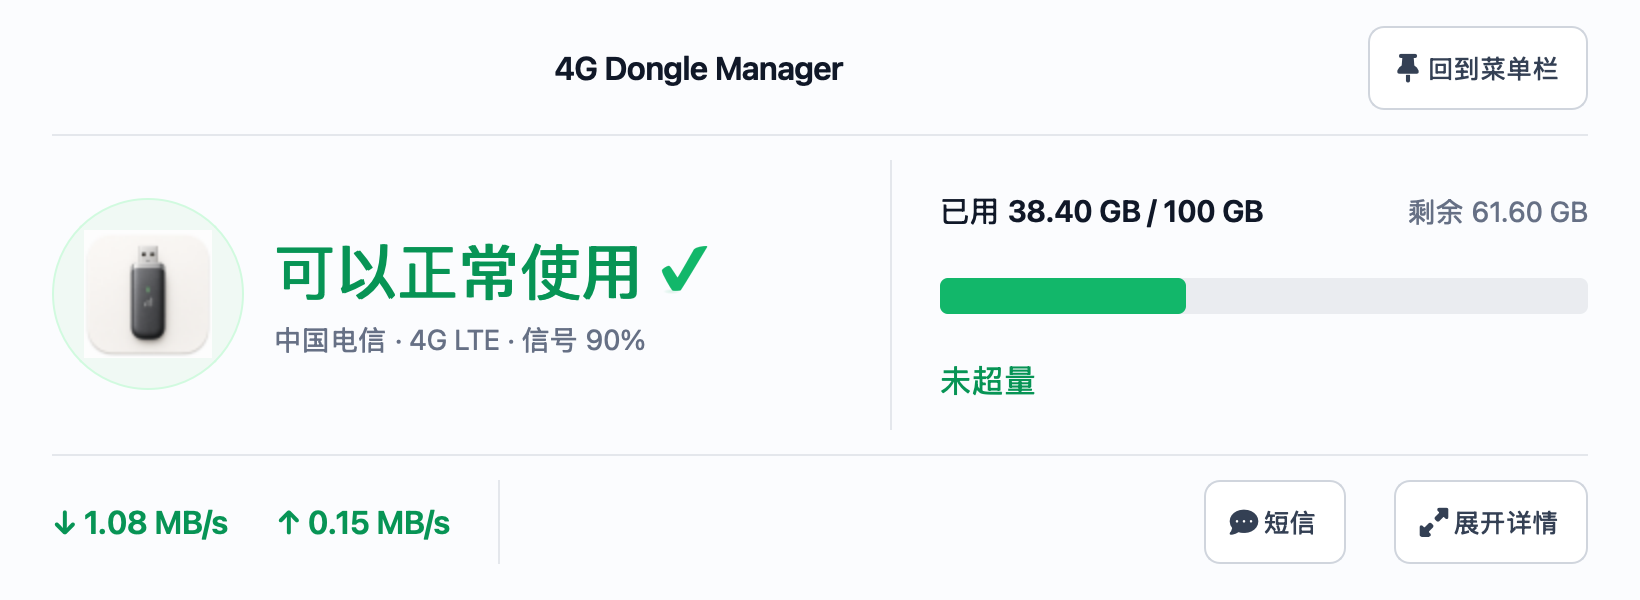 4G Dongle Manager
回到菜单栏
可以正常使用 ✓
中国电信 · 4G LTE · 信号 90%
已用 38.40 GB / 100 GB
剩余 61.60 GB
未超量
↓ 1.08 MB/s
↑ 0.15 MB/s
短信
展开详情